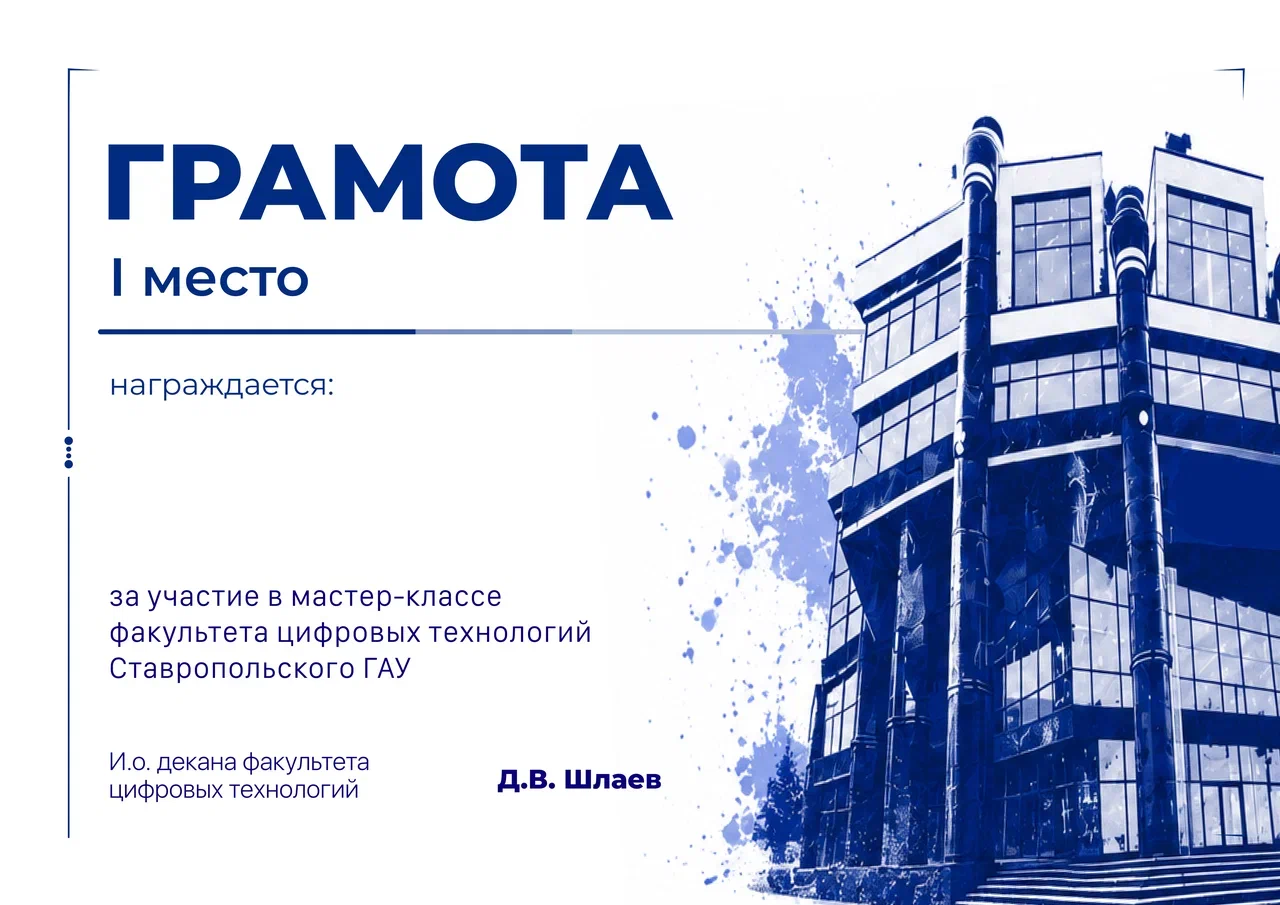 ГРАМОТА
I место
награждается:
за участие в мастер-классе
факультета цифровых технологий
Ставропольского ГАУ
И.о. декана факультета
цифровых технологий
Д.В. Шлаев